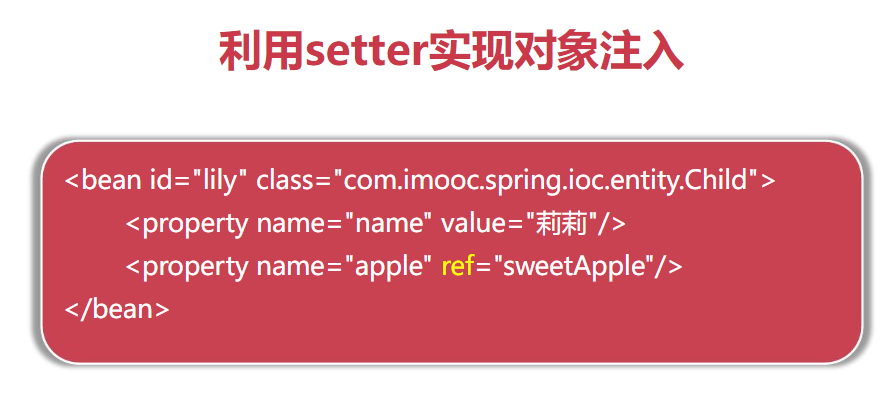 利用setter实现对象注入
<bean id="lily" class="com.imooc.spring.ioc.entity.Child">
<property name="name" value="莉莉"/>
<property name="apple" ref="sweetApple"/>
</bean>